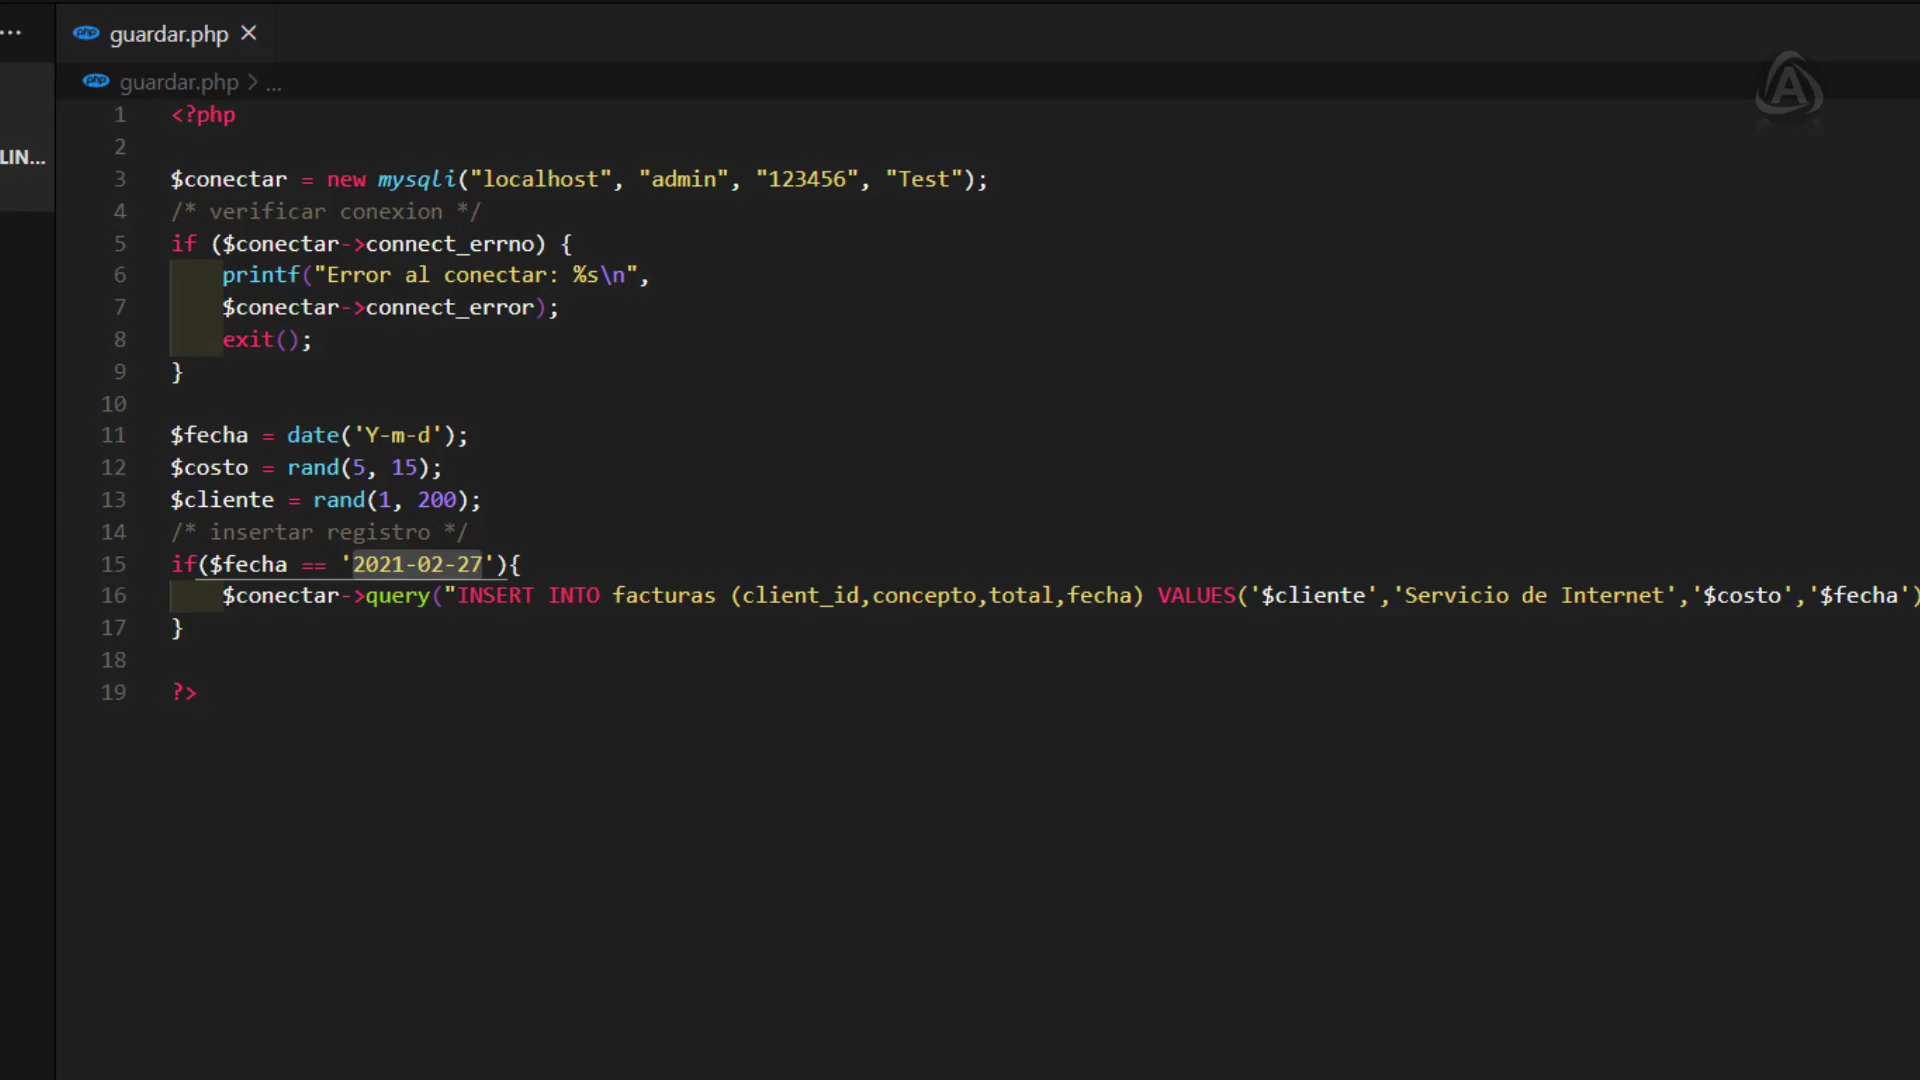 guardar.php
LIN...
guardar.php > ...
1 <?php
2
3 $conectar = new mysqli("localhost", "admin", "123456", "Test");
4 /* verificar conexion */
5 if ($conectar->connect_errno) {
6     printf("Error al conectar: %s\n",
7     $conectar->connect_error);
8     exit();
9 }
10
11 $fecha = date('Y-m-d');
12 $costo = rand(5, 15);
13 $cliente = rand(1, 200);
14 /* insertar registro */
15 if($fecha == '2021-02-27'){
16     $conectar->query("INSERT INTO facturas (client_id,concepto,total,fecha) VALUES('$cliente','Servicio de Internet','$costo','$fecha')
17 }
18
19 ?>